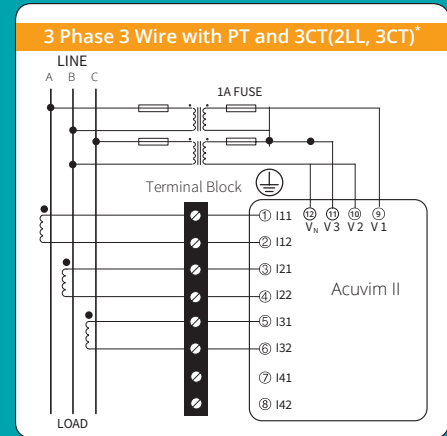 3 Phase 3 Wire with PT and 3CT(2LL, 3CT)*
LINE
A B C
1A FUSE
Terminal Block
12 11 10 9
VN V3 V2 V1
1 I11
2 I12
3 I21
4 I22
5 I31
6 I32
7 I41
8 I42
Acuvim II
LOAD